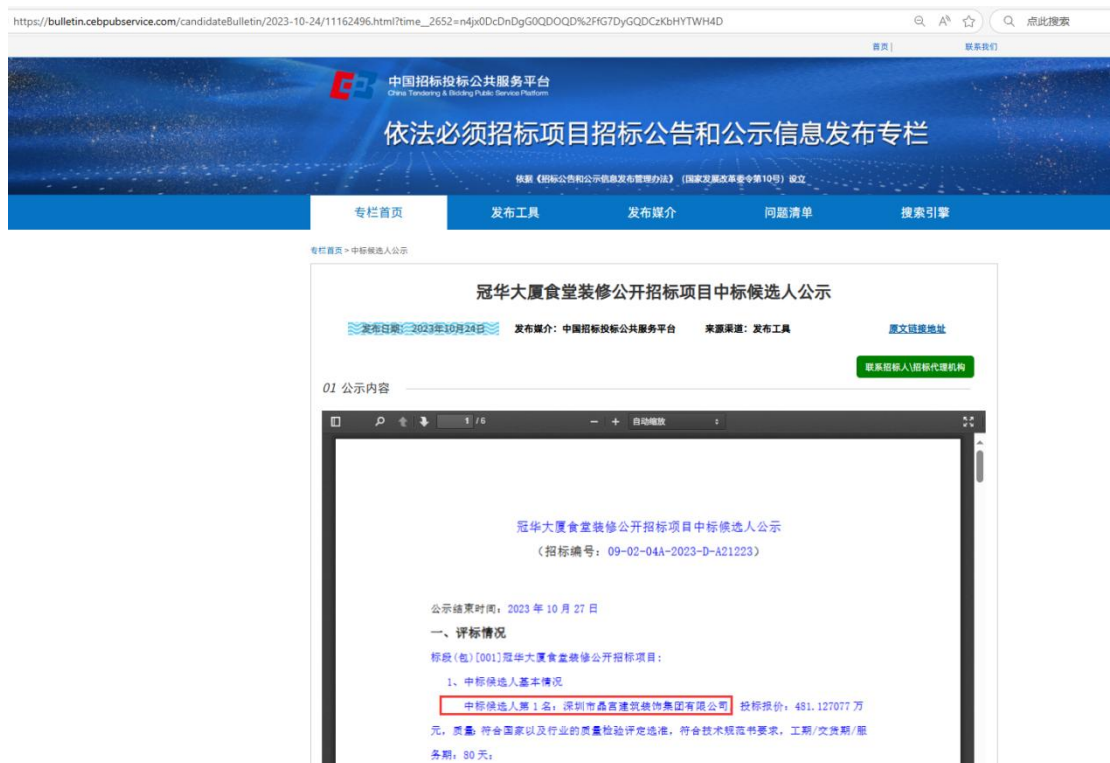 https://bulletin.cebpubservice.com/candidateBulletin/2023-10-24/11162496.html?time__2652=n4jx0DcDnDgG0QDOQD%2FfG7DyGQDCzKbHYTWH4D
点此搜索
首页 | 联系我们
中国招标投标公共服务平台
China Tendering & Bidding Public Service Platform
依法必须招标项目招标公告和公示信息发布专栏
依据《招标公告和公示信息发布管理办法》（国家发展改革委令第10号）设立
专栏首页 发布工具 发布媒介 问题清单 搜索引擎
专栏首页 > 中标候选人公示
冠华大厦食堂装修公开招标项目中标候选人公示
发布日期：2023年10月24日 发布媒介：中国招标投标公共服务平台 来源渠道：发布工具 原文链接地址
联系招标人\招标代理机构
01 公示内容
1 / 6 自动缩放
冠华大厦食堂装修公开招标项目中标候选人公示
（招标编号：09-02-04A-2023-D-A21223）
公示结束时间：2023 年 10 月 27 日
一、评标情况
标段(包)[001]冠华大厦食堂装修公开招标项目：
1、中标候选人基本情况
中标候选人第 1 名：深圳市晶宫建筑装饰集团有限公司 投标报价：481.127077 万
元，质量：符合国家以及行业的质量检验评定选准，符合技术规范书要求，工期/交货期/服
务期：80 天；